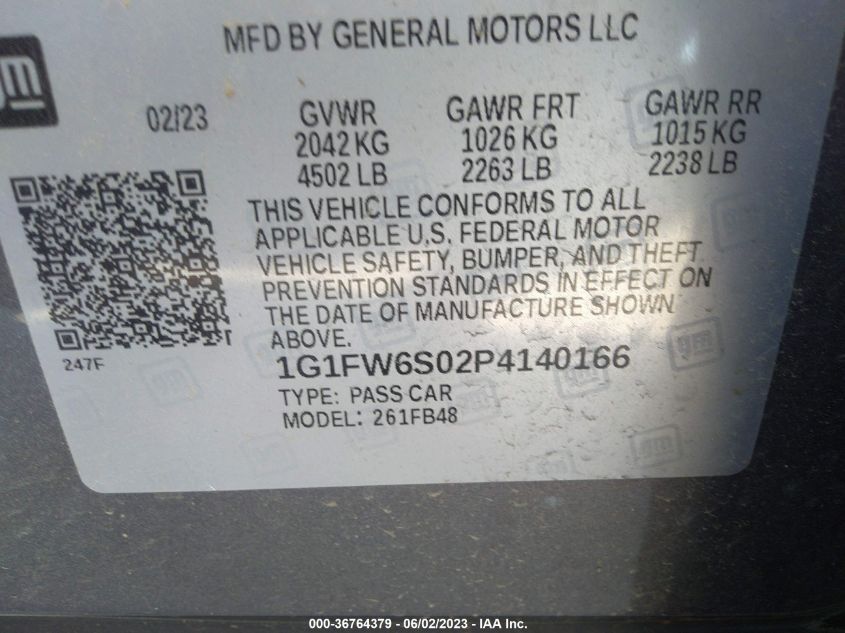 MFD BY GENERAL MOTORS LLC
gm
02/23 GVWR GAWR FRT GAWR RR
2042 KG 1026 KG 1015 KG
4502 LB 2263 LB 2238 LB
THIS VEHICLE CONFORMS TO ALL
APPLICABLE U.S. FEDERAL MOTOR
VEHICLE SAFETY, BUMPER, AND THEFT
PREVENTION STANDARDS IN EFFECT ON
THE DATE OF MANUFACTURE SHOWN
ABOVE.
247F
1G1FW6S02P4140166
TYPE: PASS CAR
MODEL: 261FB48
000-36764379 - 06/02/2023 - IAA Inc.